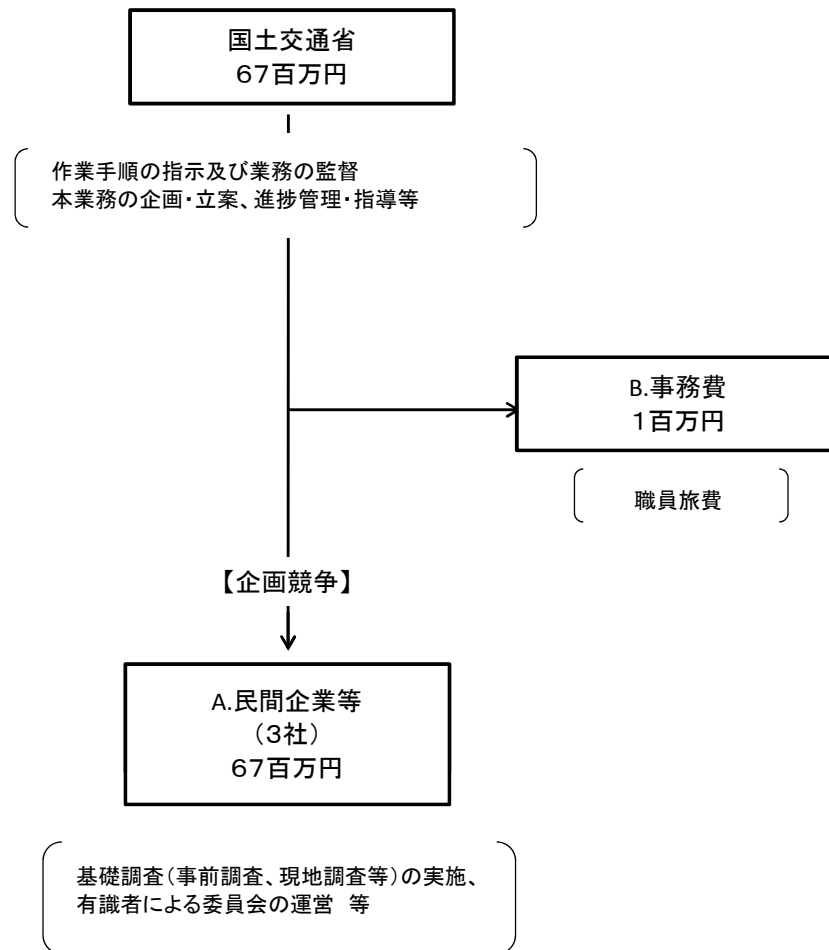 国土交通省
67百万円
作業手順の指示及び業務の監督
本業務の企画・立案、進捗管理・指導等
B.事務費
1百万円
職員旅費
【企画競争】
A.民間企業等
(3社)
67百万円
基礎調査(事前調査、現地調査等)の実施、
有識者による委員会の運営 等